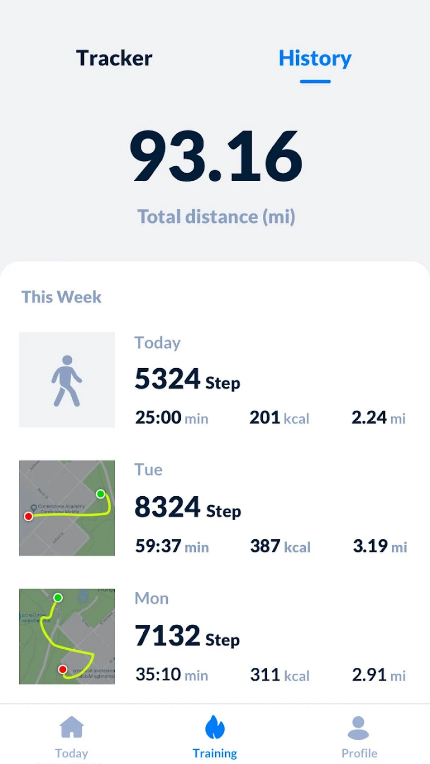 Tracker
History
93.16
Total distance (mi)
This Week
Today
5324 Step
25:00 min 201 kcal 2.24 mi
Tue
8324 Step
59:37 min 387 kcal 3.19 mi
Mon
7132 Step
35:10 min 311 kcal 2.91 mi
Today
Training
Profile